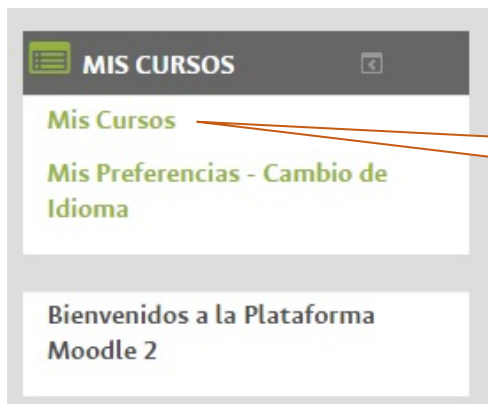 MIS CURSOS
Mis Cursos
Mis Preferencias - Cambio de
Idioma
Bienvenidos a la Plataforma
Moodle 2